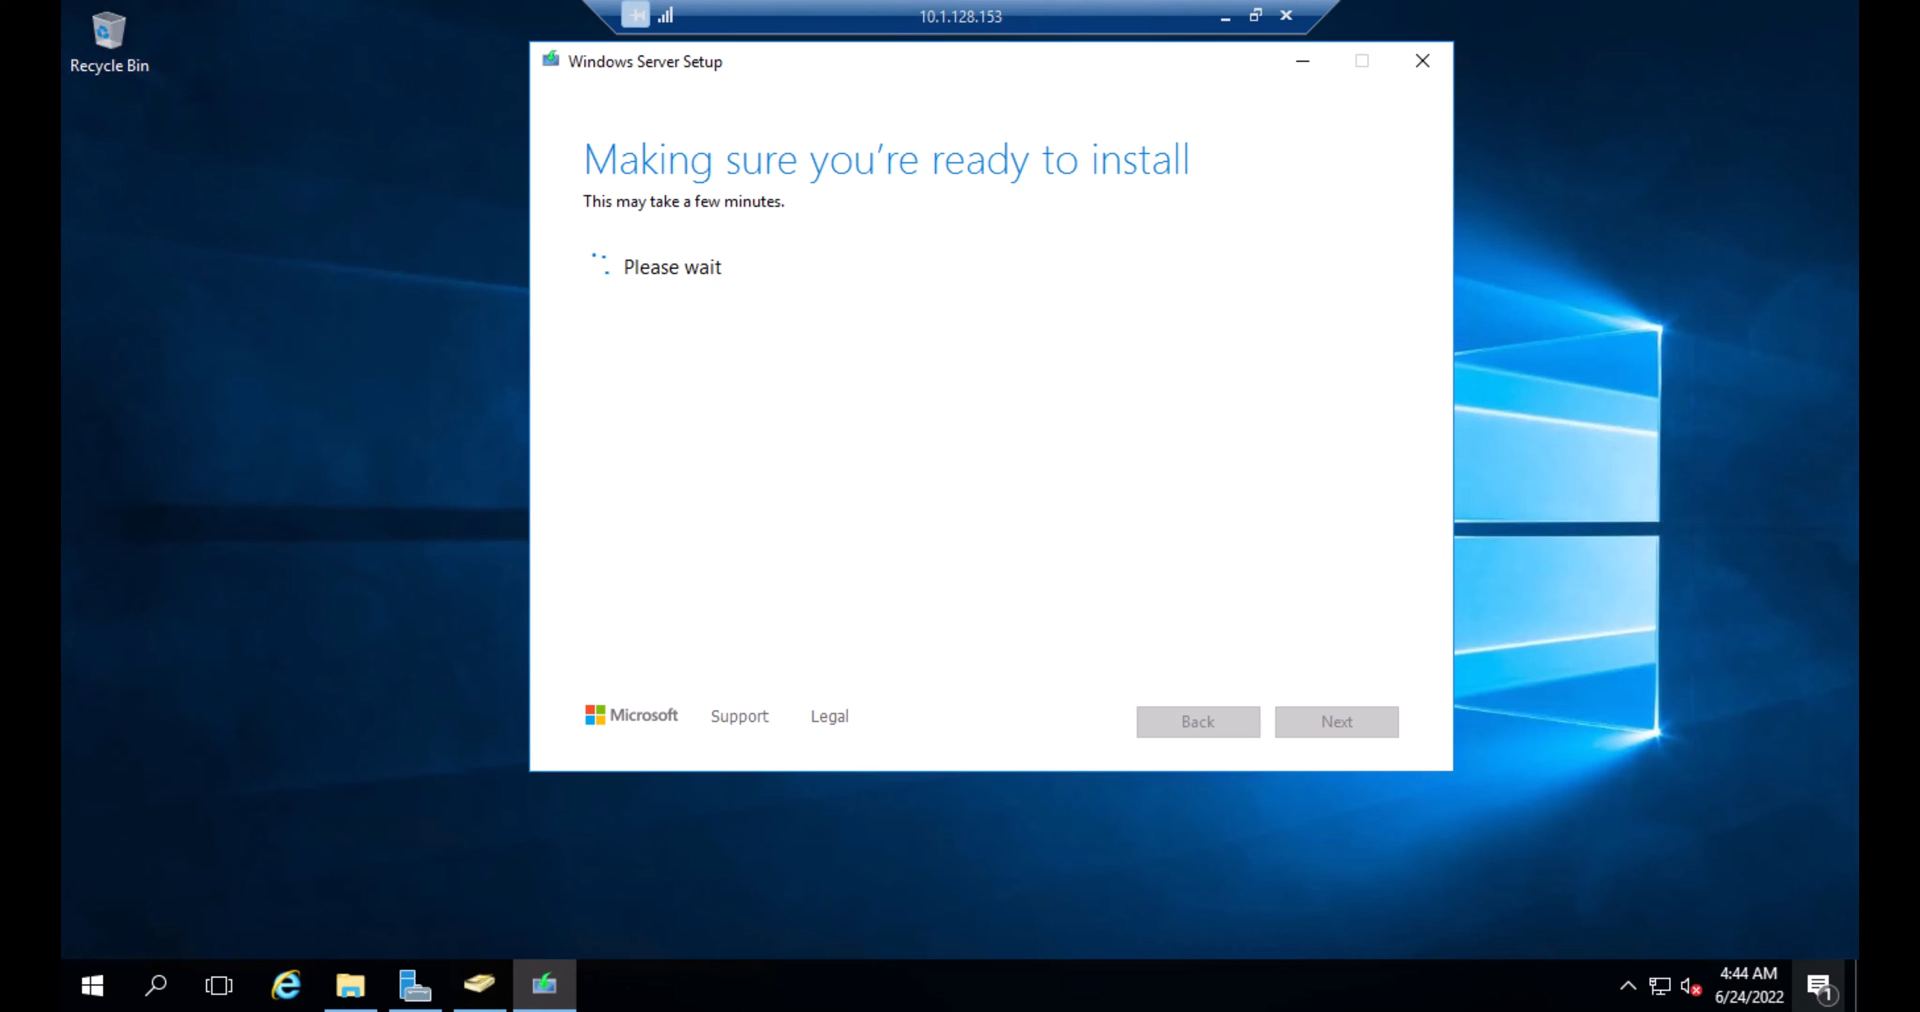 10.1.128.153
Recycle Bin
Windows Server Setup
Making sure you’re ready to install
This may take a few minutes.
Please wait
Microsoft Support Legal
Back Next
4:44 AM
6/24/2022
1